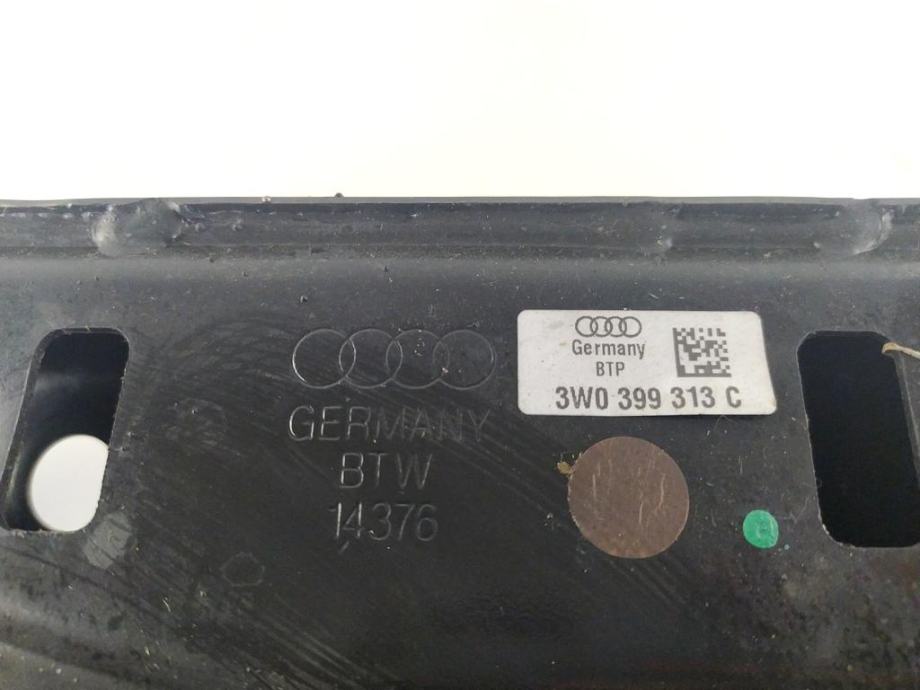 GERMANY
BTW
14376
Germany
BTP
3W0 399 313 C